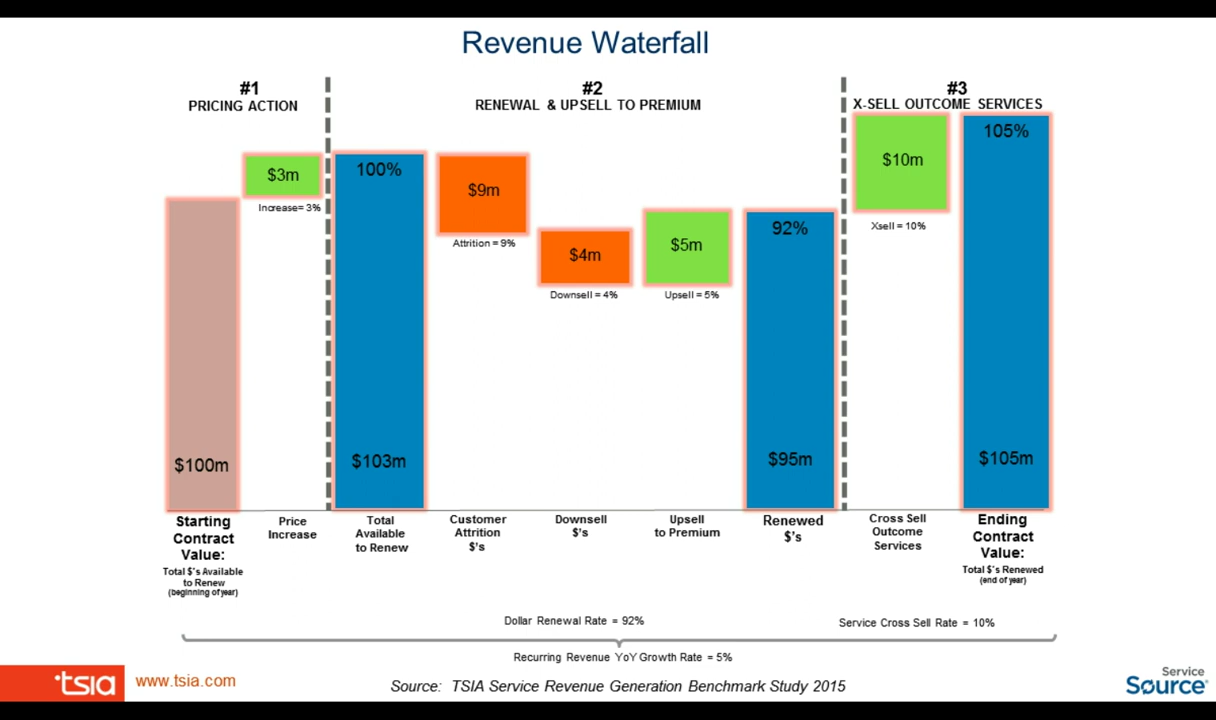 Revenue Waterfall
#1
PRICING ACTION
#2
RENEWAL & UPSELL TO PREMIUM
#3
X-SELL OUTCOME SERVICES
$3m
Increase= 3%
100%
$9m
Attrition = 9%
$4m
Downsell = 4%
$5m
Upsell = 5%
92%
$10m
Xsell = 10%
105%
$100m
$103m
$95m
$105m
Starting
Contract
Value:
Total $'s Available
to Renew
(beginning of year)
Price
Increase
Total
Available
to Renew
Customer
Attrition
$'s
Downsell
$'s
Upsell
to Premium
Renewed
$'s
Cross Sell
Outcome
Services
Ending
Contract
Value:
Total $'s Renewed
(end of year)
Dollar Renewal Rate = 92%
Service Cross Sell Rate = 10%
Recurring Revenue YoY Growth Rate = 5%
tsia
www.tsia.com
Source: TSIA Service Revenue Generation Benchmark Study 2015
Service
Source®